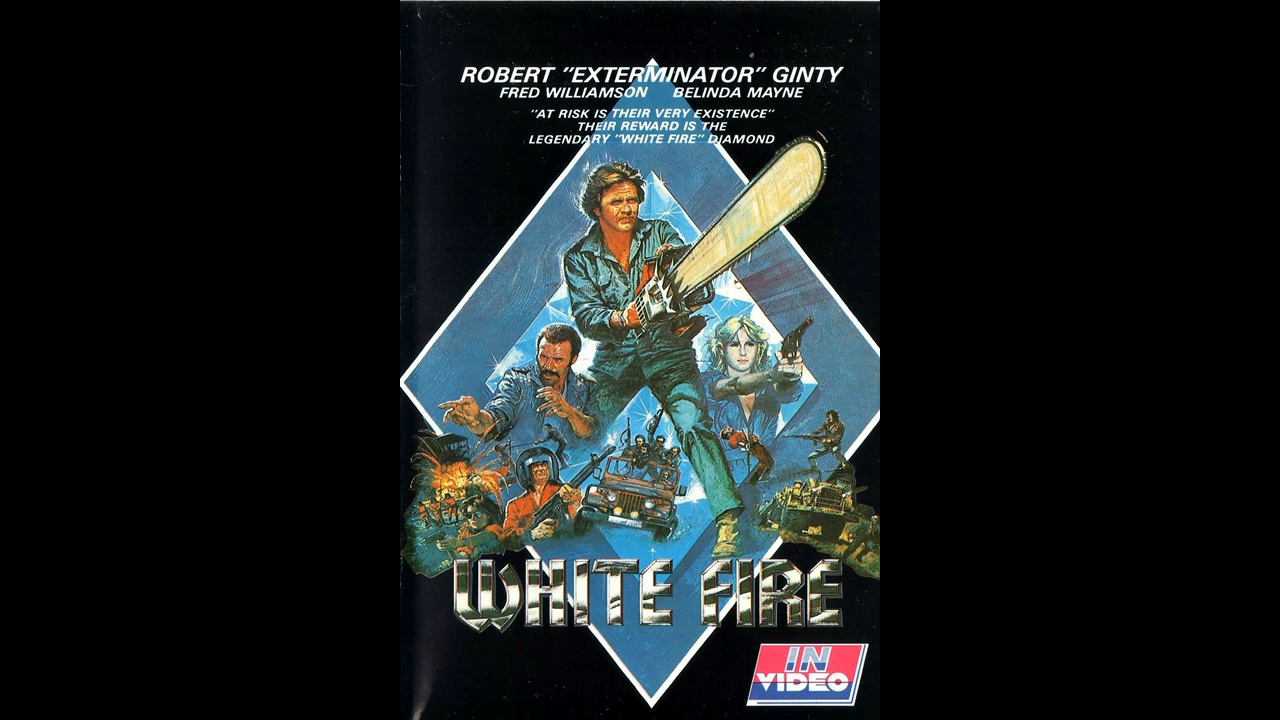 ROBERT "EXTERMINATOR" GINTY
FRED WILLIAMSON BELINDA MAYNE
"AT RISK IS THEIR VERY EXISTENCE"
THEIR REWARD IS THE
LEGENDARY "WHITE FIRE" DIAMOND
WHITE FIRE
IN
VIDEO